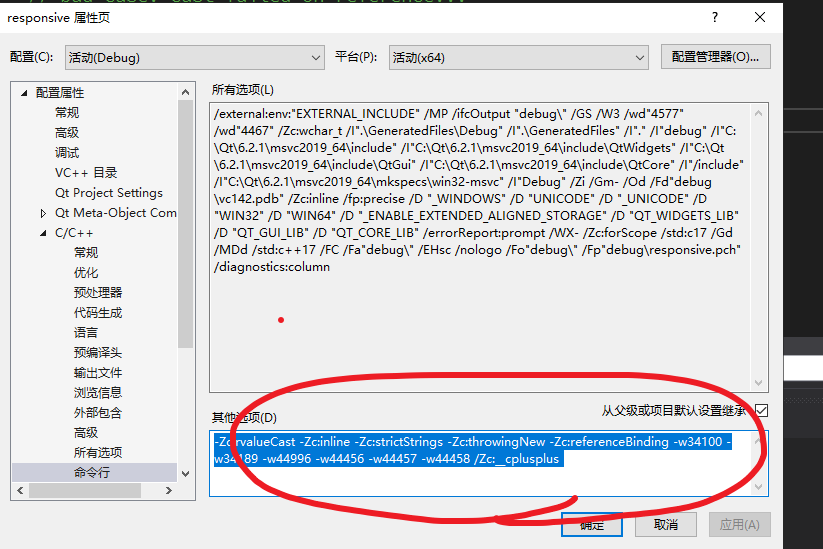 responsive 属性页
? ×
配置(C): 活动(Debug) 平台(P): 活动(x64) 配置管理器(O)...
配置属性
常规
高级
调试
VC++ 目录
Qt Project Settings
Qt Meta-Object Com
C/C++
常规
优化
预处理器
代码生成
语言
预编译头
输出文件
浏览信息
外部包含
高级
所有选项
命令行
所有选项(L)
/external:env:"EXTERNAL_INCLUDE" /MP /ifcOutput "debug\" /GS /W3 /wd"4577"
/wd"4467" /Zc:wchar_t /I".\GeneratedFiles\Debug" /I".\GeneratedFiles" /I"." /I"debug" /I"C:
\Qt\6.2.1\msvc2019_64\include" /I"C:\Qt\6.2.1\msvc2019_64\include\QtWidgets" /I"C:\Qt
\6.2.1\msvc2019_64\include\QtGui" /I"C:\Qt\6.2.1\msvc2019_64\include\QtCore" /I"/include"
/I"C:\Qt\6.2.1\msvc2019_64\mkspecs\win32-msvc" /I"Debug" /Zi /Gm- /Od /Fd"debug
\vc142.pdb" /Zc:inline /fp:precise /D "_WINDOWS" /D "UNICODE" /D "_UNICODE" /D
"WIN32" /D "WIN64" /D "_ENABLE_EXTENDED_ALIGNED_STORAGE" /D "QT_WIDGETS_LIB"
/D "QT_GUI_LIB" /D "QT_CORE_LIB" /errorReport:prompt /WX- /Zc:forScope /std:c17 /Gd
/MDd /std:c++17 /FC /Fa"debug\" /EHsc /nologo /Fo"debug\" /Fp"debug\responsive.pch"
/diagnostics:column
其他选项(D) 从父级或项目默认设置继承
-Zc:rvalueCast -Zc:inline -Zc:strictStrings -Zc:throwingNew -Zc:referenceBinding -w34100 -
w34189 -w44996 -w44456 -w44457 -w44458 /Zc:__cplusplus
确定 取消 应用(A)